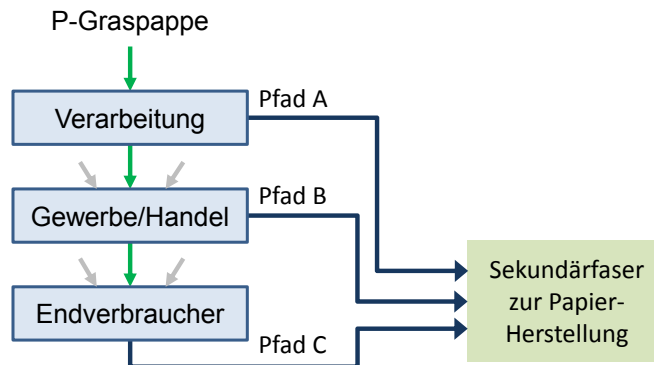 P-Graspappe
Pfad A
Verarbeitung
Pfad B
Gewerbe/Handel
Sekundärfaser
zur Papier-
Herstellung
Endverbraucher
Pfad C